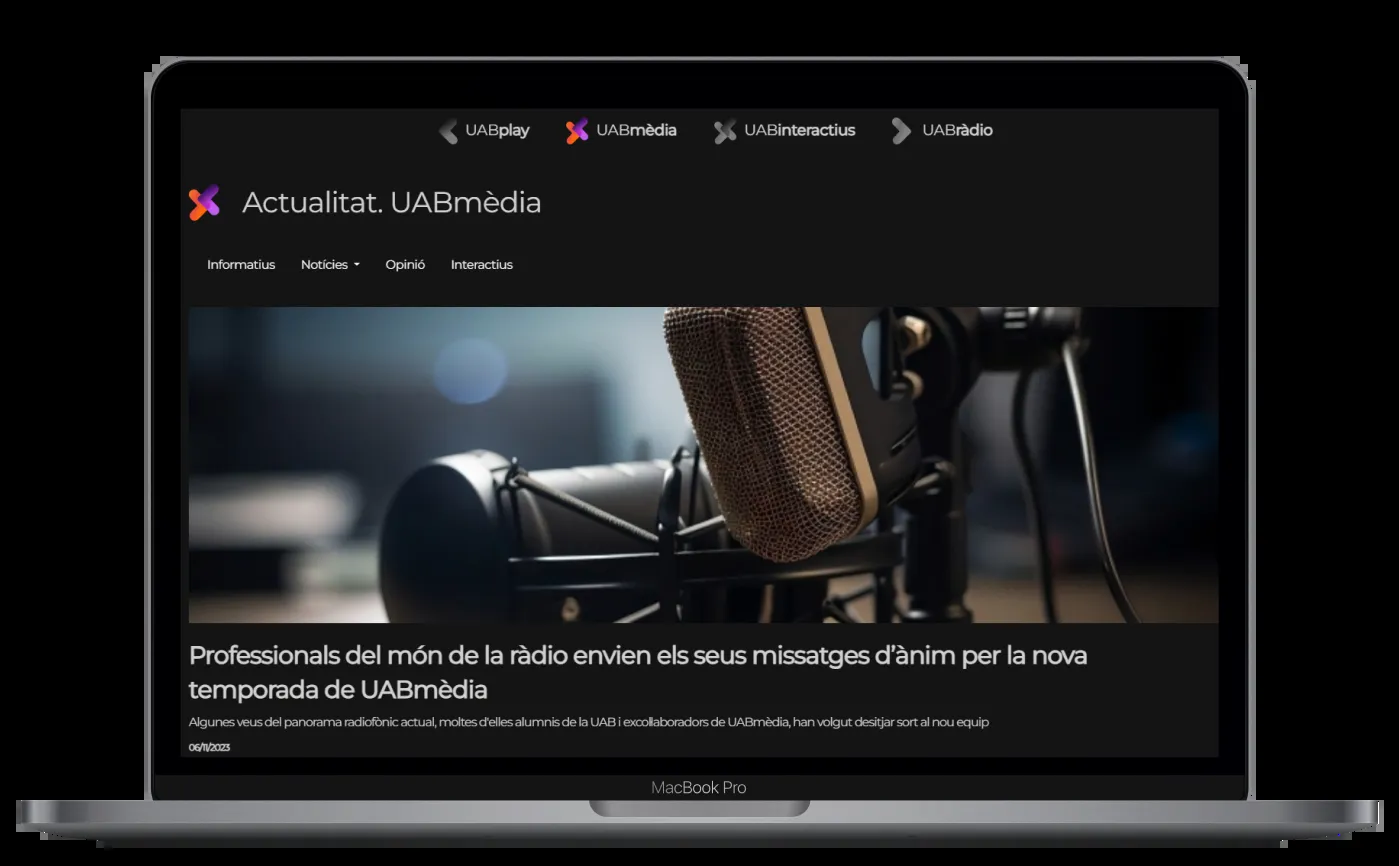 UABplay UABmèdia UABinteractius UABràdio
Actualitat. UABmèdia
Informatius Notícies Opinió Interactius
Professionals del món de la ràdio envien els seus missatges d’ànim per la nova
temporada de UABmèdia
Algunes veus del panorama radiofònic actual, moltes d'elles alumnis de la UAB i excol·laboradors de UABmèdia, han volgut desitjar sort al nou equip
06/11/2023
MacBook Pro